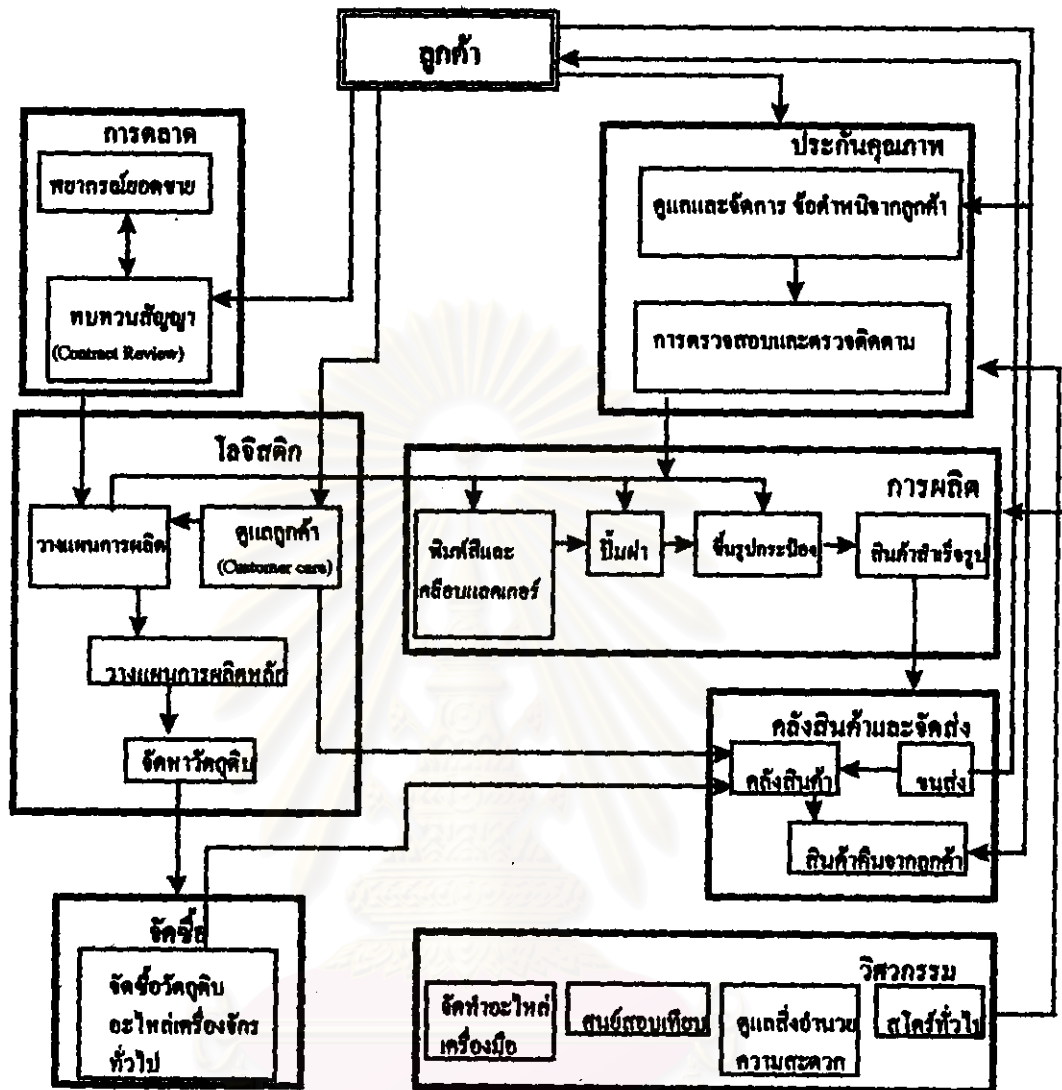 ลูกค้า
การตลาด
พยากรณ์ยอดขาย
ทบทวนสัญญา
(Contract Review)
ประกันคุณภาพ
ดูแลและจัดการ ข้อตำหนิจากลูกค้า
การตรวจสอบและตรวจติดตาม
โลจิสติก
วางแผนการผลิต
ดูแลลูกค้า
(Customer care)
วางแผนการผลิตหลัก
จัดหาวัตถุดิบ
การผลิต
พิมพ์สีและ
เคลือบแลคเกอร์
ปั๊มฝา
ขึ้นรูปกระป๋อง
สินค้าสำเร็จรูป
คลังสินค้าและจัดส่ง
คลังสินค้า
ขนส่ง
สินค้าคืนจากลูกค้า
จัดซื้อ
จัดซื้อวัตถุดิบ
อะไหล่เครื่องจักร
ทั่วไป
วิศวกรรม
จัดทำอะไหล่
เครื่องมือ
ศูนย์สอบเทียบ
ดูแลสิ่งอำนวย
ความสะดวก
สโตร์ทั่วไป